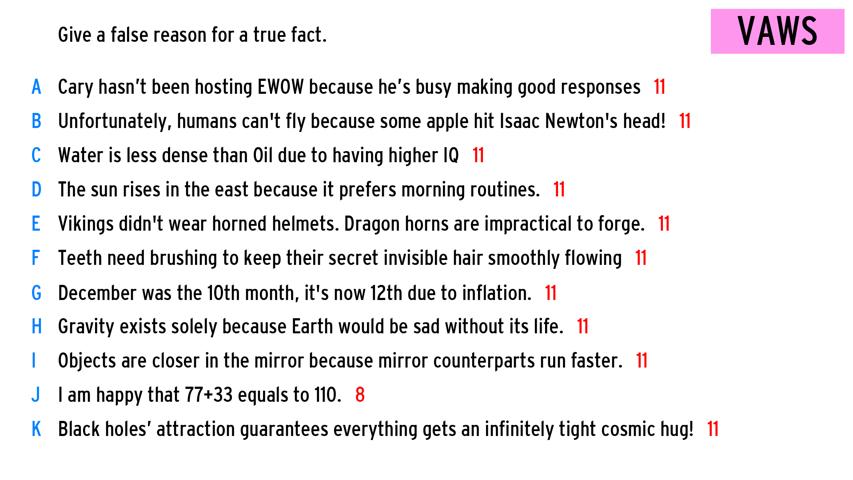 Give a false reason for a true fact.
VAWS
A Cary hasn't been hosting EWOW because he's busy making good responses 11
B Unfortunately, humans can't fly because some apple hit Isaac Newton's head! 11
C Water is less dense than Oil due to having higher IQ 11
D The sun rises in the east because it prefers morning routines. 11
E Vikings didn't wear horned helmets. Dragon horns are impractical to forge. 11
F Teeth need brushing to keep their secret invisible hair smoothly flowing 11
G December was the 10th month, it's now 12th due to inflation. 11
H Gravity exists solely because Earth would be sad without its life. 11
I Objects are closer in the mirror because mirror counterparts run faster. 11
J I am happy that 77+33 equals to 110. 8
K Black holes' attraction guarantees everything gets an infinitely tight cosmic hug! 11